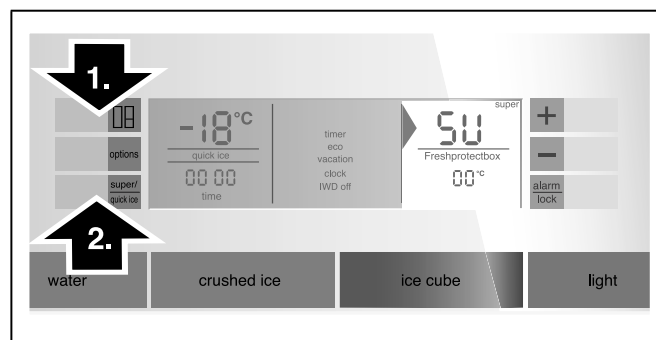 1.
super
-18°C
SU
+
timer
options
quick ice
eco
Freshprotectbox
−
vacation
super/
quick ice
00 00
clock
00°C
alarm
lock
time
IWD off
2.
water
crushed ice
ice cube
light